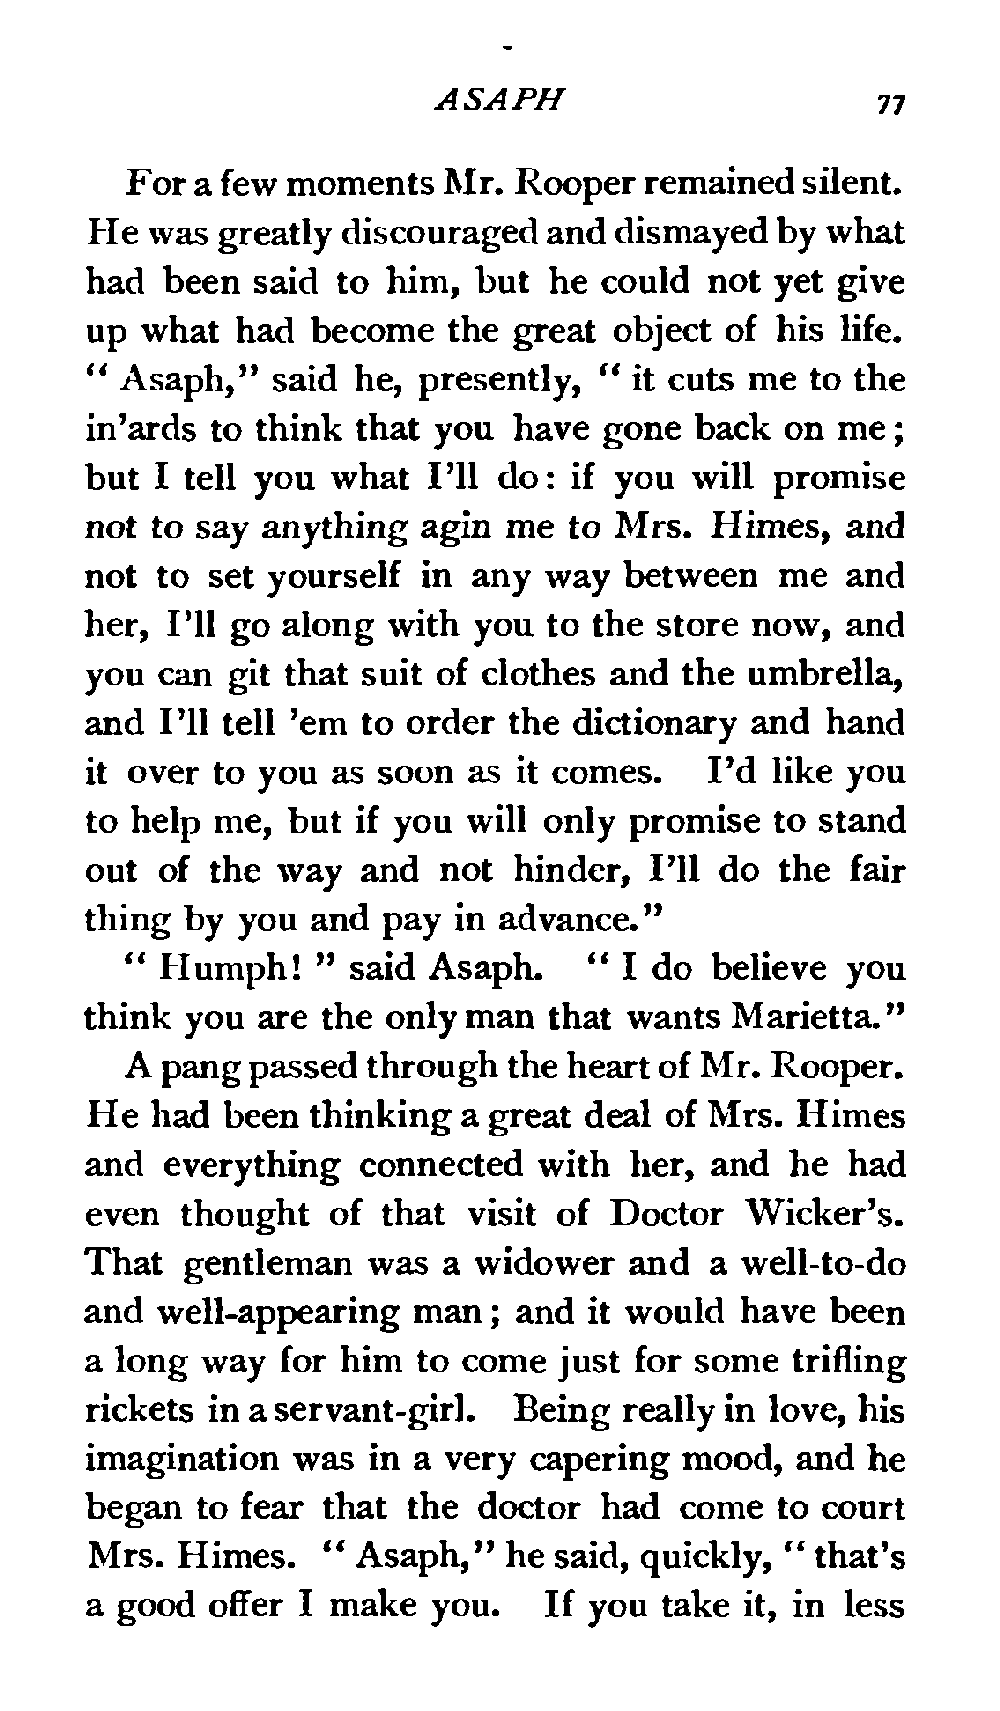 ASAPH 77
For a few moments Mr. Rooper remained silent.
He was greatly discouraged and dismayed by what
had been said to him, but he could not yet give
up what had become the great object of his life.
" Asaph," said he, presently, " it cuts me to the
in'ards to think that you have gone back on me ;
but I tell you what I'll do : if you will promise
not to say anything agin me to Mrs. Himes, and
not to set yourself in any way between me and
her, I'll go along with you to the store now, and
you can git that suit of clothes and the umbrella,
and I'll tell 'em to order the dictionary and hand
it over to you as soon as it comes. I'd like you
to help me, but if you will only promise to stand
out of the way and not hinder, I'll do the fair
thing by you and pay in advance."
" Humph! " said Asaph. " I do believe you
think you are the only man that wants Marietta."
A pang passed through the heart of Mr. Rooper.
He had been thinking a great deal of Mrs. Himes
and everything connected with her, and he had
even thought of that visit of Doctor Wicker's.
That gentleman was a widower and a well-to-do
and well-appearing man ; and it would have been
a long way for him to come just for some trifling
rickets in a servant-girl. Being really in love, his
imagination was in a very capering mood, and he
began to fear that the doctor had come to court
Mrs. Himes. " Asaph," he said, quickly, " that's
a good offer I make you. If you take it, in less